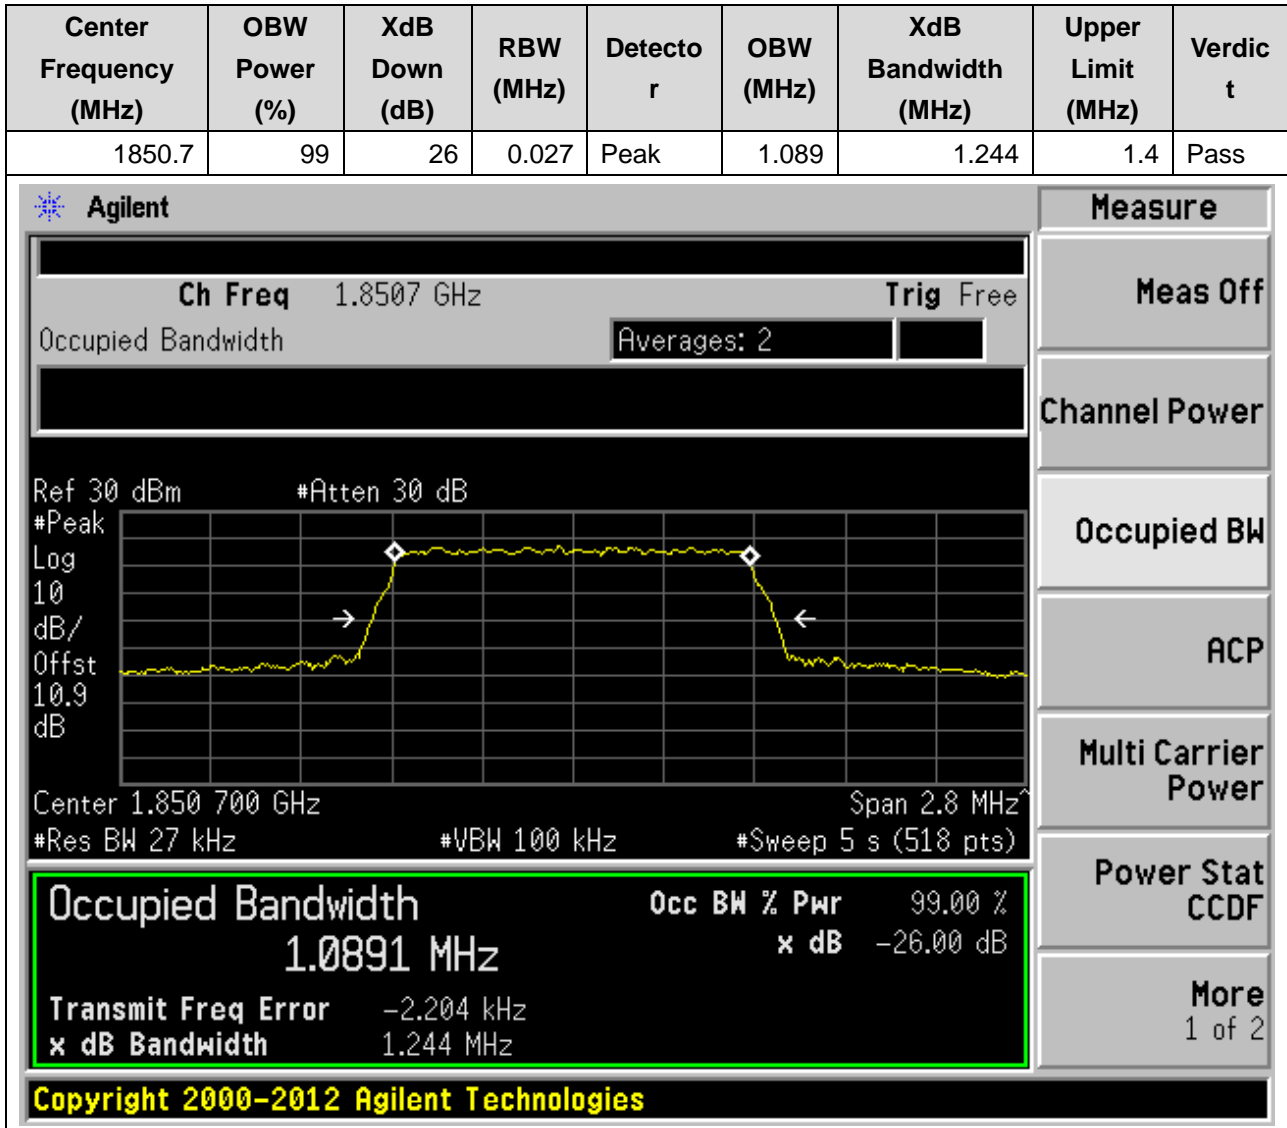 Center Frequency (MHz) OBW Power (%) XdB Down (dB) RBW (MHz) Detecto r OBW (MHz) XdB Bandwidth (MHz) Upper Limit (MHz) Verdic t
1850.7 99 26 0.027 Peak 1.089 1.244 1.4 Pass
Agilent
Measure
Ch Freq 1.8507 GHz Trig Free
Meas Off
Occupied Bandwidth Averages: 2
Channel Power
Ref 30 dBm #Atten 30 dB
#Peak
Log
10
dB/
Offst
10.9
dB
Occupied BW
ACP
Multi Carrier
Power
Center 1.850 700 GHz Span 2.8 MHz^
#Res BW 27 kHz #VBW 100 kHz #Sweep 5 s (518 pts)
Occupied Bandwidth
1.0891 MHz
Occ BW % Pwr 99.00 %
x dB -26.00 dB
Transmit Freq Error -2.204 kHz
x dB Bandwidth 1.244 MHz
Power Stat
CCDF
More
1 of 2
Copyright 2000-2012 Agilent Technologies